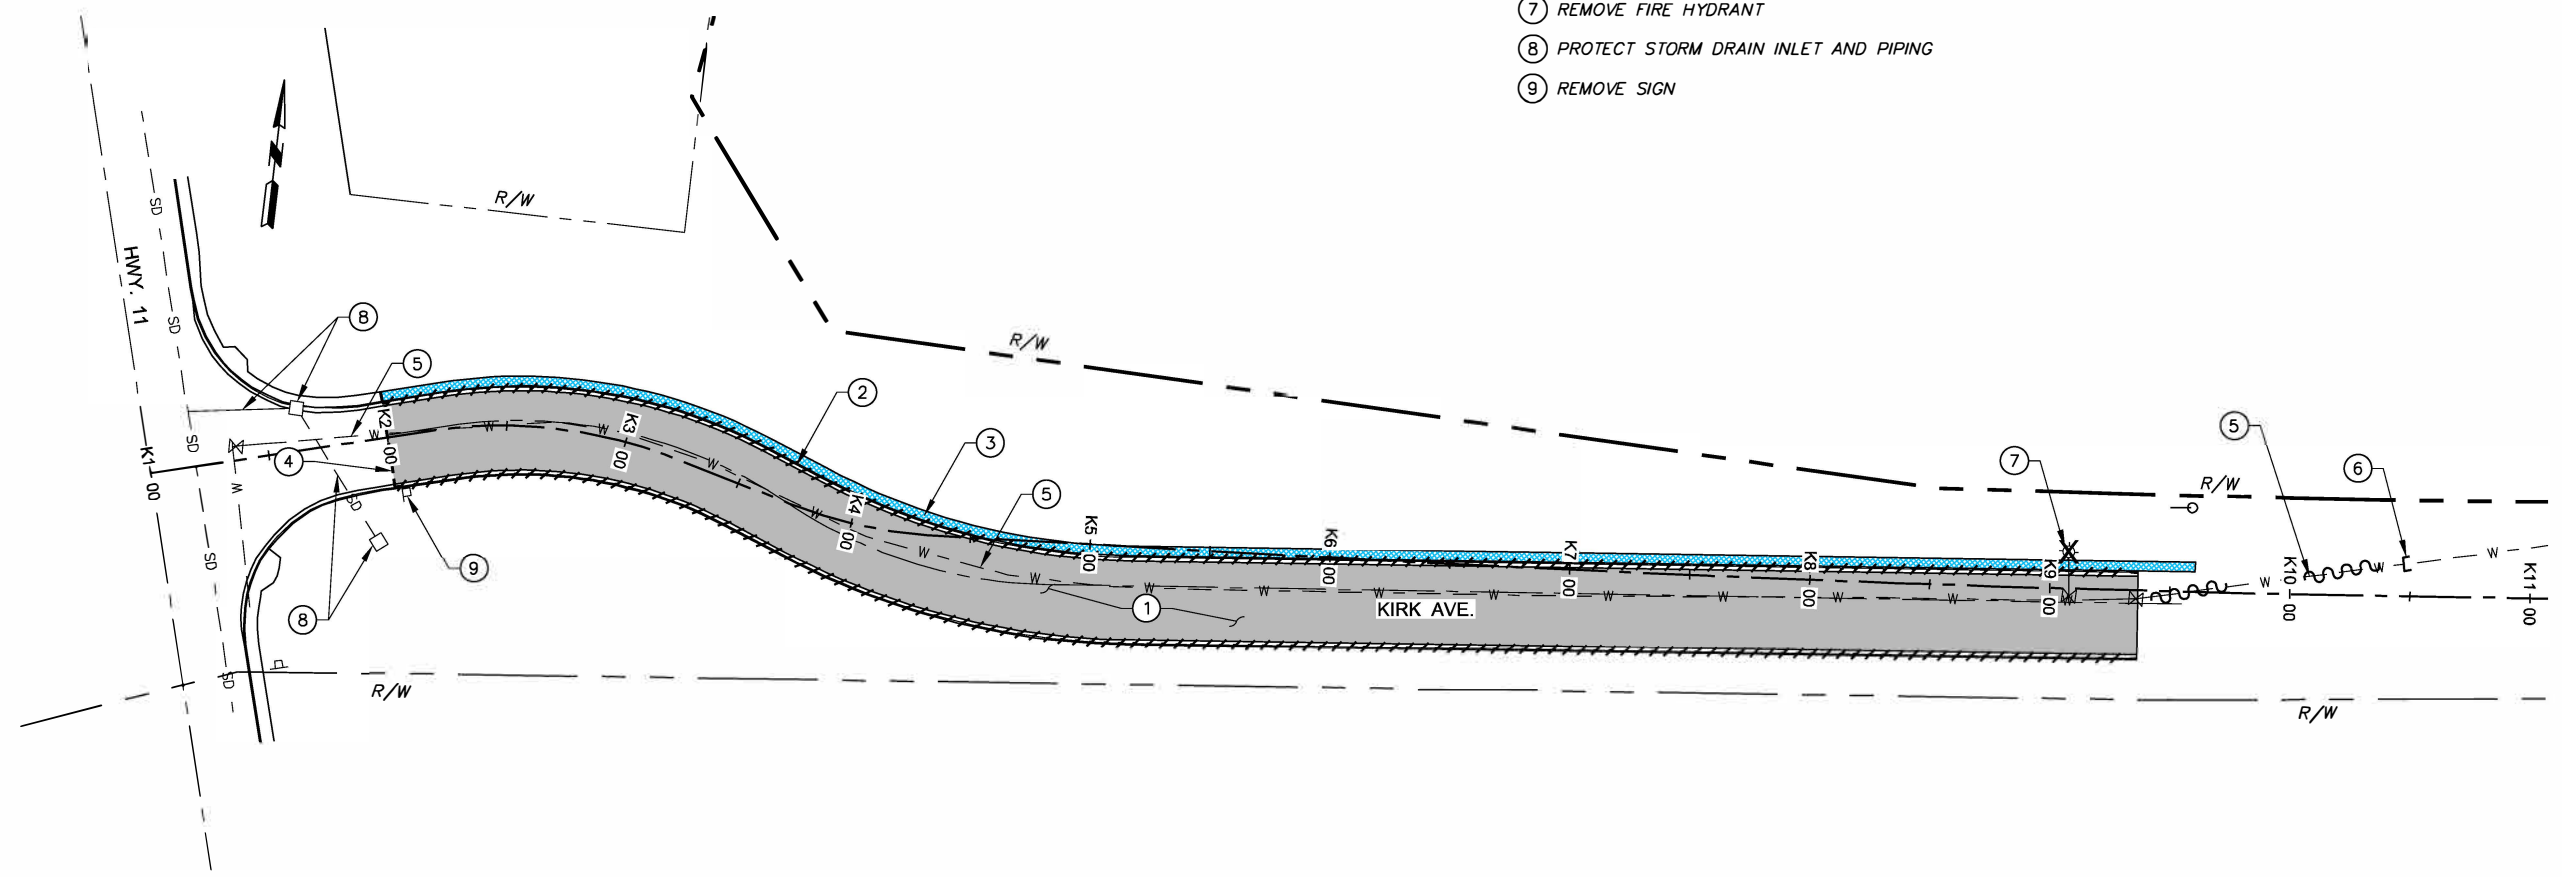 7 REMOVE FIRE HYDRANT
8 PROTECT STORM DRAIN INLET AND PIPING
9 REMOVE SIGN
R/W
SD
HWY. 11
SD
8
R/W
5
2
SD
K1 00
W
K2 00
W
K3 00
W
W
3
4
W
SD
5
W
K4 00
W
K5 00
K6 00
K7 00
K8 00
K9 00
7
5
6
R/W
W
K10 00
W
W
K11 00
SD
9
W
W
W
W
W
W
W
W
W
1
KIRK AVE.
8
SD
R/W
R/W
N